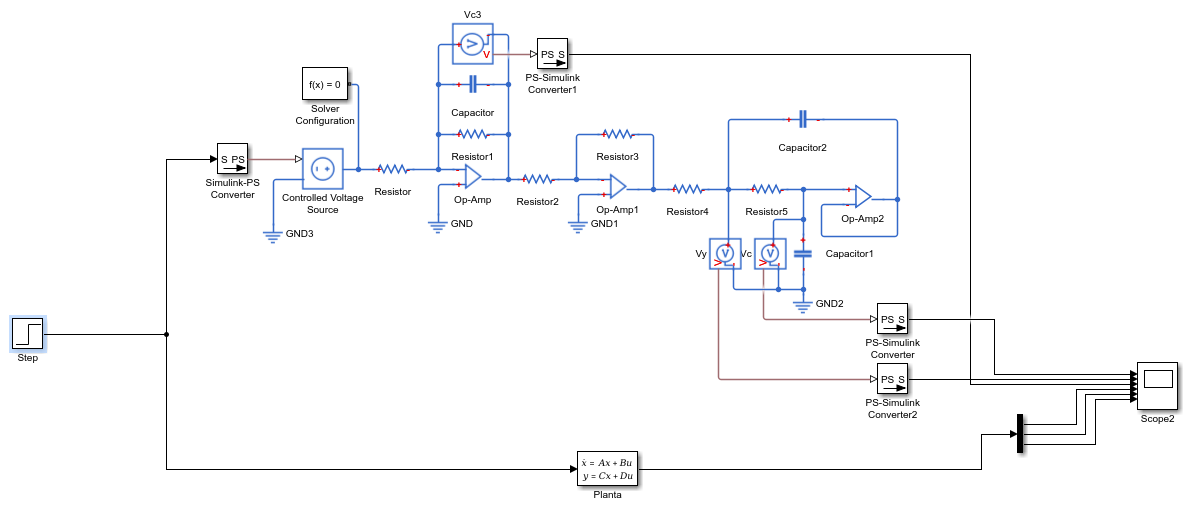 Vc3
V
V
PS S
PS-Simulink
Converter1
f(x) = 0
Solver
Configuration
Capacitor
Capacitor2
S PS
Simulink-PS
Converter
Controlled Voltage
Source
Resistor
Resistor1
Op-Amp
Resistor2
Resistor3
Op-Amp1
Resistor4
Resistor5
Op-Amp2
GND3
GND
GND1
Vy
V
V
Vc
V
V
Capacitor1
GND2
PS S
PS-Simulink
Converter
Step
PS S
PS-Simulink
Converter2
Scope2
ẋ = Ax + Bu
y = Cx + Du
Planta